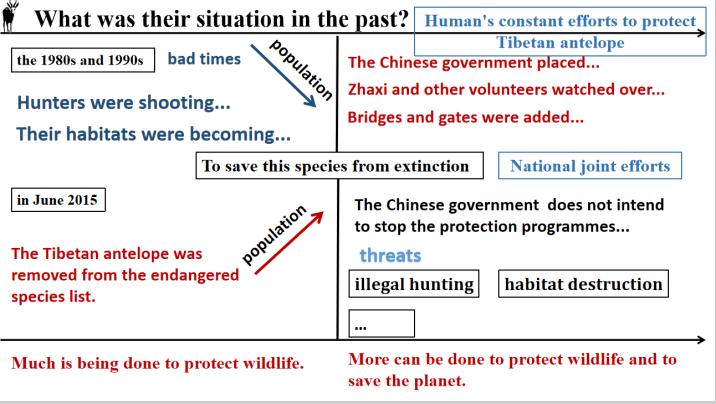 What was their situation in the past?
Human's constant efforts to protect
Tibetan antelope
the 1980s and 1990s
bad times
population
Hunters were shooting...
Their habitats were becoming...
The Chinese government placed...
Zhaxi and other volunteers watched over...
Bridges and gates were added...
To save this species from extinction
National joint efforts
in June 2015
population
The Tibetan antelope was
removed from the endangered
species list.
The Chinese government does not intend
to stop the protection programmes...
threats
illegal hunting
habitat destruction
...
Much is being done to protect wildlife.
More can be done to protect wildlife and to
save the planet.